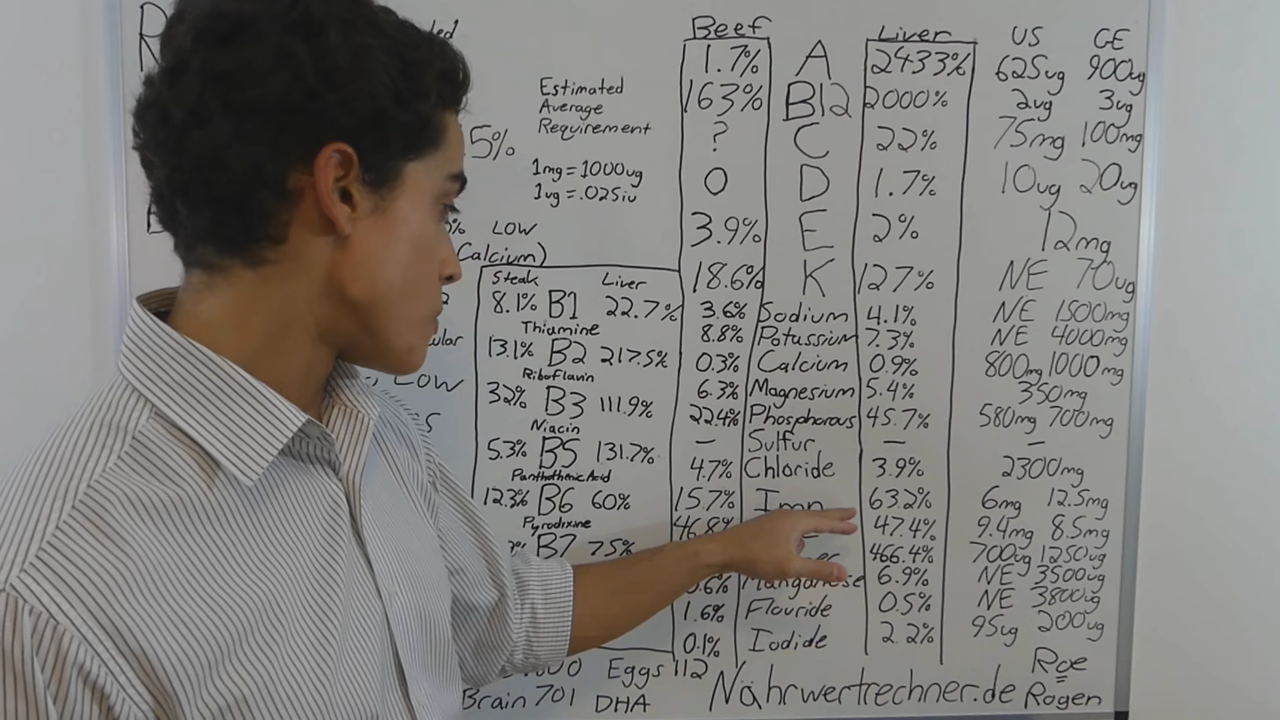 Beef Liver US GE
1.7% A 2433% 625ug 900ug
Estimated
Average
Requirement
163% B12 2000% 2ug 3ug
5% ? C 22% 75mg 100mg
1mg = 1000ug
1ug = .025iu
0 D 1.7% 10ug 20ug
LOW
3.9% E 2% 12mg
Calcium)
18.6% K 127% NE 70ug
Steak Liver
8.1% B1 22.7%
Thiamine
13.1% B2 217.5%
Riboflavin
32% B3 111.9%
Niacin
5.3% B5 131.7%
Panthothenic Acid
12.3% B6 60%
Pyrodixine
B7 75%
3.6% Sodium 4.1% NE 1500mg
8.8% Potassium 7.3% NE 4000mg
0.3% Calcium 0.9% 800mg 1000mg
6.3% Magnesium 5.4% 350mg
22.4% Phosphorous 45.7% 580mg 700mg
– Sulfur – –
4.7% Chloride 3.9% 2300mg
15.7% Iron 63.2% 6mg 12.5mg
46.8% 47.4% 9.4mg 8.5mg
466.4% 700ug 1250ug
Manganese 6.9% NE 3500ug
1.6% Flouride 0.5% NE 3800ug
0.1% Iodide 2.2% 95ug 200ug
LOW
Eggs 112
Brain 701 DHA
Nährwertrechner.de
Roe
Rogen